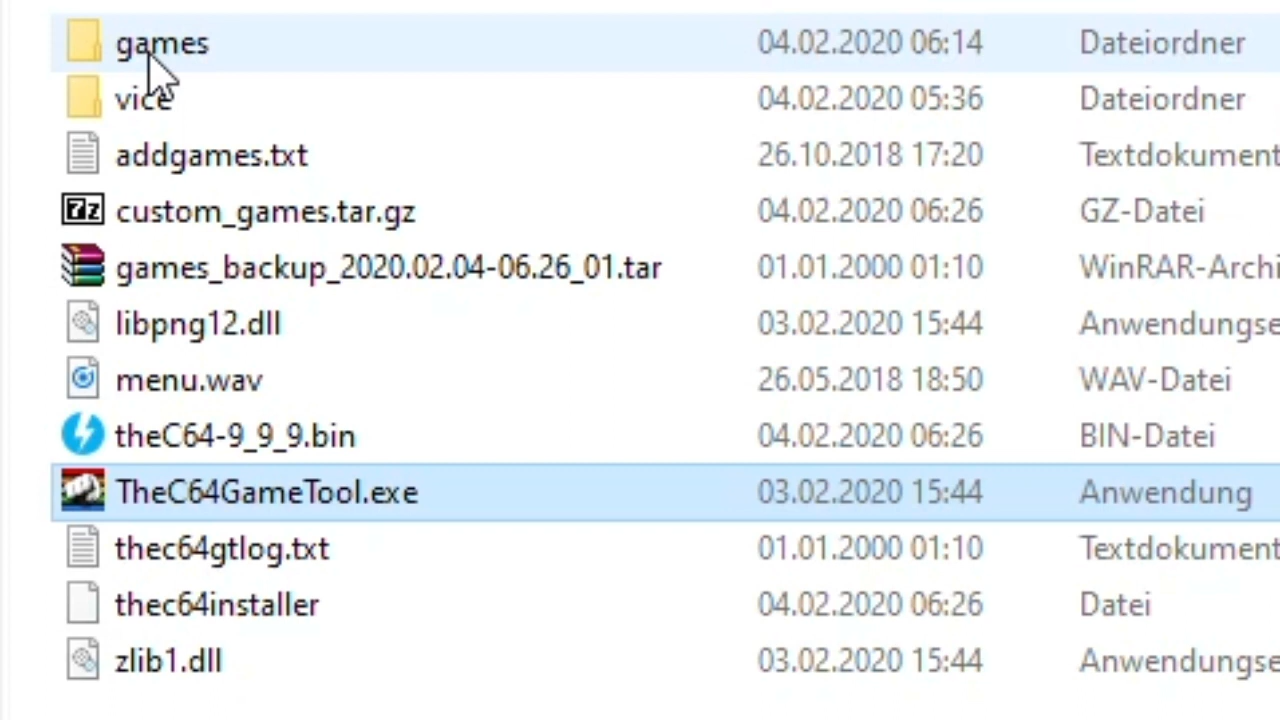 games 04.02.2020 06:14 Dateiordner
vice 04.02.2020 05:36 Dateiordner
addgames.txt 26.10.2018 17:20 Textdokument
custom_games.tar.gz 04.02.2020 06:26 GZ-Datei
games_backup_2020.02.04-06.26_01.tar 01.01.2000 01:10 WinRAR-Archi
libpng12.dll 03.02.2020 15:44 Anwendungse
menu.wav 26.05.2018 18:50 WAV-Datei
theC64-9_9_9.bin 04.02.2020 06:26 BIN-Datei
TheC64GameTool.exe 03.02.2020 15:44 Anwendung
thec64gtlog.txt 01.01.2000 01:10 Textdokument
thec64installer 04.02.2020 06:26 Datei
zlib1.dll 03.02.2020 15:44 Anwendungse